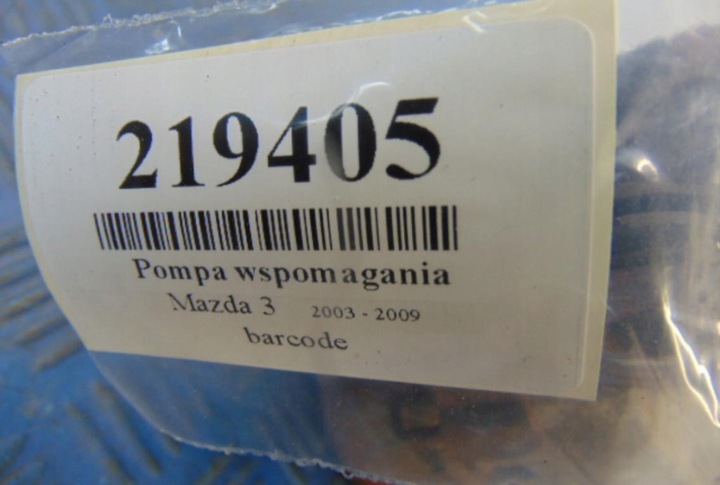 219405
Pompa wspomagania
Mazda 3 2003 - 2009
barcode